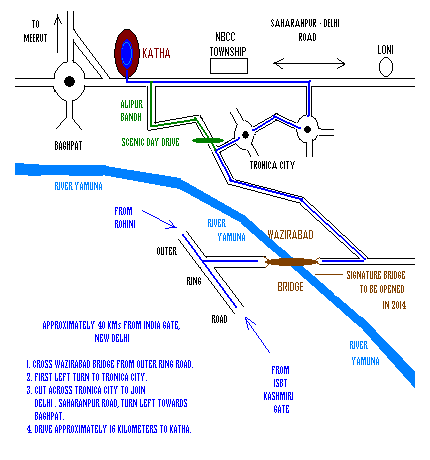 TO
MEERUT
KATHA
NBCC
TOWNSHIP
SAHARANPUR - DELHI
ROAD
LONI
ALIPUR
BANDH
SCENIC DAY DRIVE
BAGHPAT
TRONICA CITY
RIVER YAMUNA
FROM
ROHINI
RIVER
YAMUNA
WAZIRABAD
OUTER
RING
ROAD
BRIDGE
SIGNATURE BRIDGE
TO BE OPENED
IN 2014
RIVER
YAMUNA
FROM
ISBT
KASHMIRI
GATE
APPROXIMATELY 40 KMs FROM INDIA GATE,
NEW DELHI
1. CROSS WAZIRABAD BRIDGE FROM OUTER RING ROAD.
2. FIRST LEFT TURN TO TRONICA CITY.
3. CUT ACROSS TRONICA CITY TO JOIN
DELHI . SAHARANPUR ROAD, TURN LEFT TOWARDS
BAGHPAT.
4. DRIVE APPROXIMATELY 16 KILOMETERS TO KATHA.